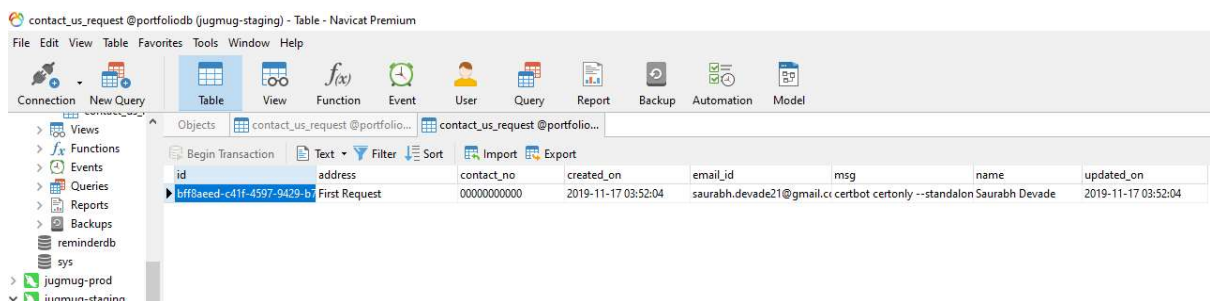 contact_us_request @portfoliodb (jugmug-staging) - Table - Navicat Premium
File Edit View Table Favorites Tools Window Help
Connection New Query Table View Function Event User Query Report Backup Automation Model
Views
Functions
Events
Queries
Reports
Backups
reminderdb
sys
jugmug-prod
jugmug-staging
Objects contact_us_request @portfolio... contact_us_request @portfolio...
Begin Transaction Text Filter Sort Import Export
id address contact_no created_on email_id msg name updated_on
bff8aeed-c41f-4597-9429-b7 First Request 00000000000 2019-11-17 03:52:04 saurabh.devade21@gmail.cc certbot certonly --standalon Saurabh Devade 2019-11-17 03:52:04